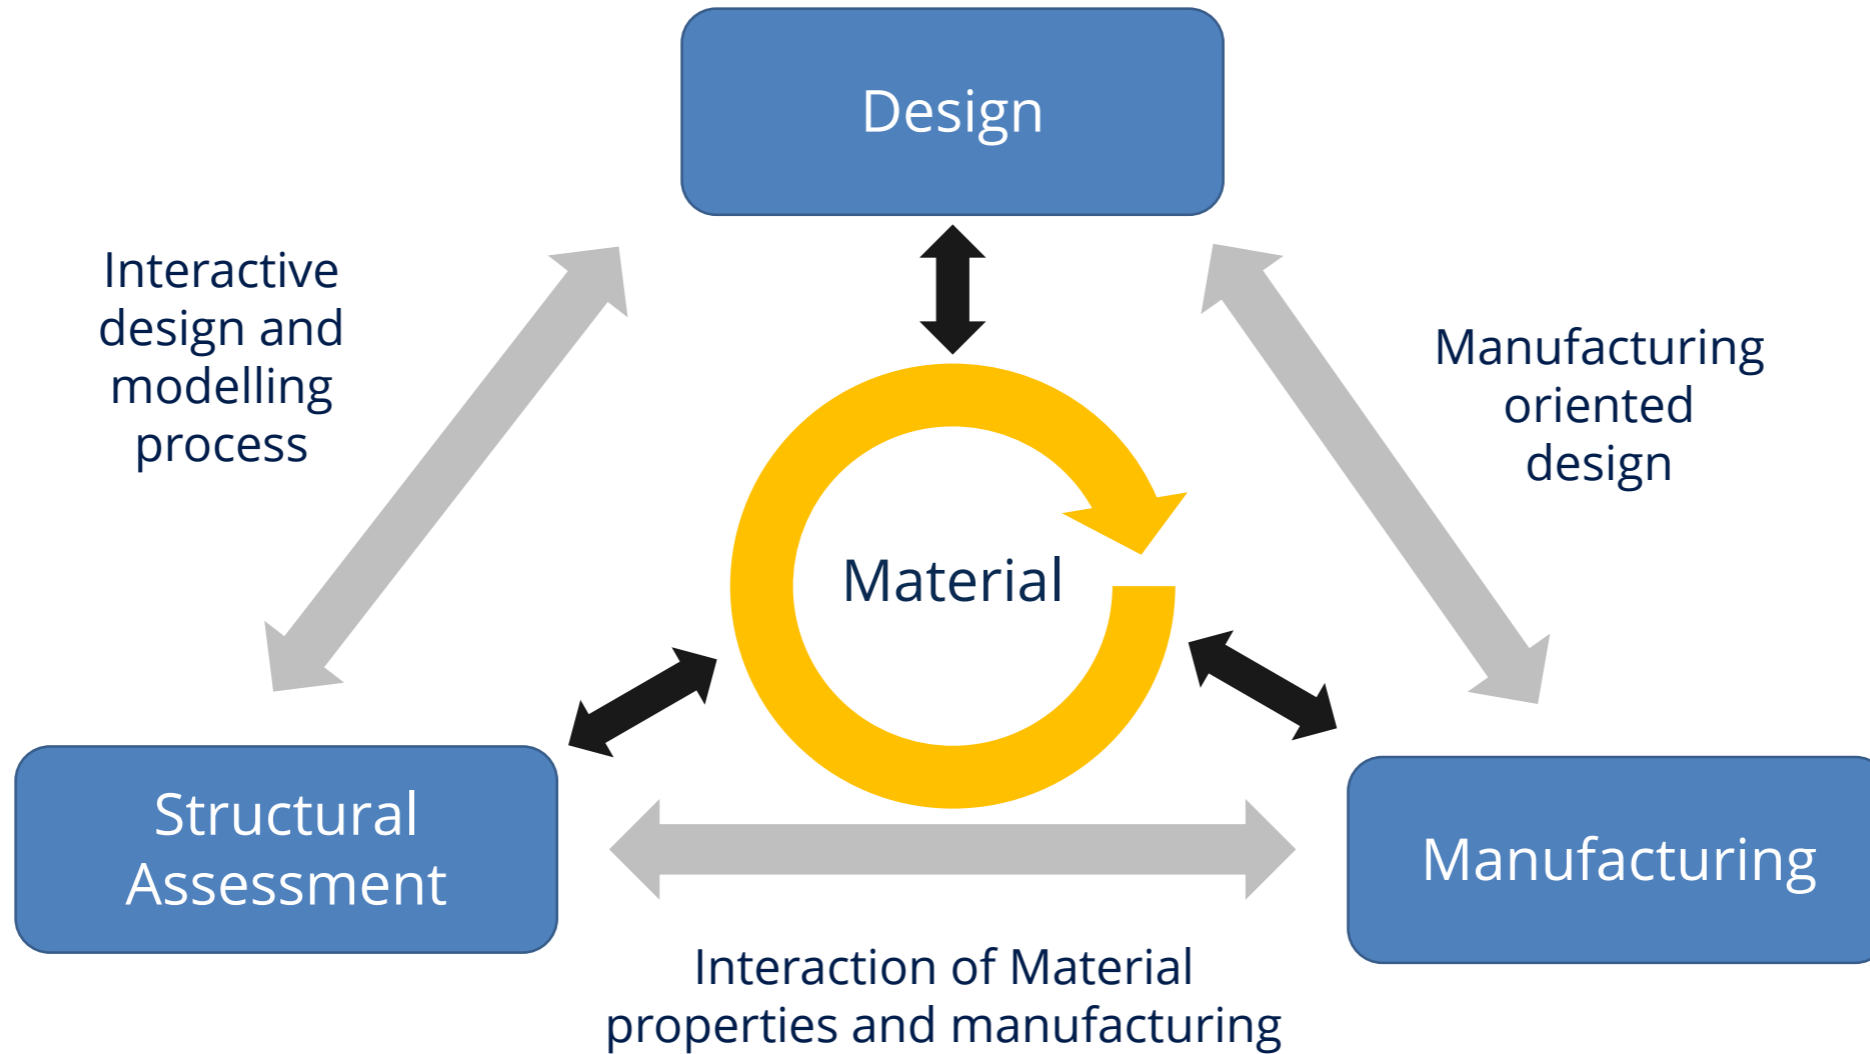 Design
Interactive
design and
modelling
process
Manufacturing
oriented
design
Material
Structural
Assessment
Manufacturing
Interaction of Material
properties and manufacturing